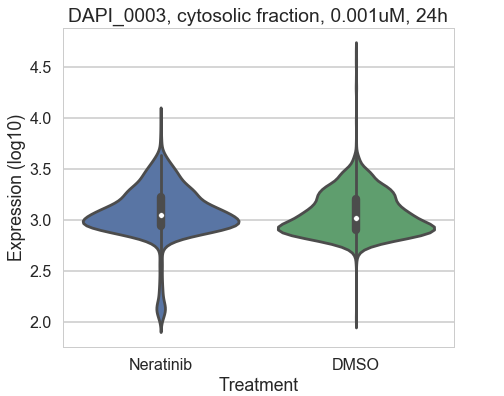 DAPI_0003, cytosolic fraction, 0.001uM, 24h
Expression (log10)
4.5
4.0
3.5
3.0
2.5
2.0
Neratinib DMSO
Treatment